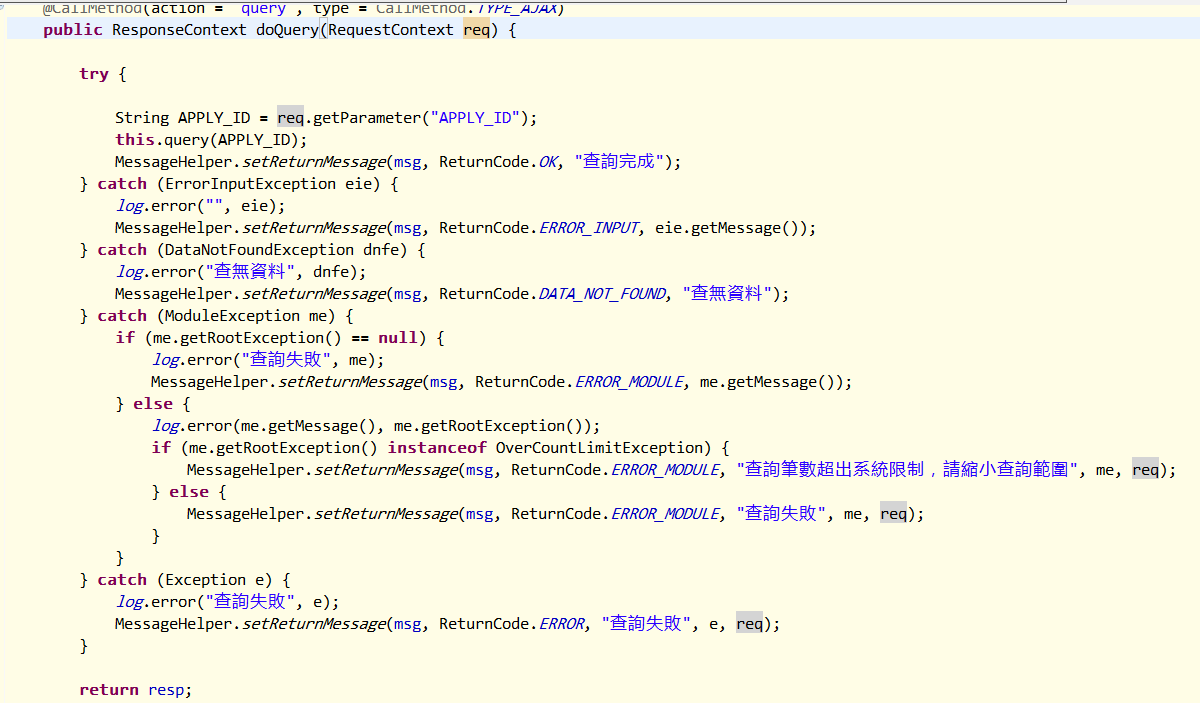 @CallMethod(action = "query", type = CallMethod.TYPE_AJAX)
public ResponseContext doQuery(RequestContext req) {
try {
String APPLY_ID = req.getParameter("APPLY_ID");
this.query(APPLY_ID);
MessageHelper.setReturnMessage(msg, ReturnCode.OK, "查詢完成");
} catch (ErrorInputException eie) {
log.error("", eie);
MessageHelper.setReturnMessage(msg, ReturnCode.ERROR_INPUT, eie.getMessage());
} catch (DataNotFoundException dnfe) {
log.error("查無資料", dnfe);
MessageHelper.setReturnMessage(msg, ReturnCode.DATA_NOT_FOUND, "查無資料");
} catch (ModuleException me) {
if (me.getRootException() == null) {
log.error("查詢失敗", me);
MessageHelper.setReturnMessage(msg, ReturnCode.ERROR_MODULE, me.getMessage());
} else {
log.error(me.getMessage(), me.getRootException());
if (me.getRootException() instanceof OverCountLimitException) {
MessageHelper.setReturnMessage(msg, ReturnCode.ERROR_MODULE, "查詢筆數超出系統限制，請縮小查詢範圍", me, req);
} else {
MessageHelper.setReturnMessage(msg, ReturnCode.ERROR_MODULE, "查詢失敗", me, req);
}
}
} catch (Exception e) {
log.error("查詢失敗", e);
MessageHelper.setReturnMessage(msg, ReturnCode.ERROR, "查詢失敗", e, req);
}
return resp;